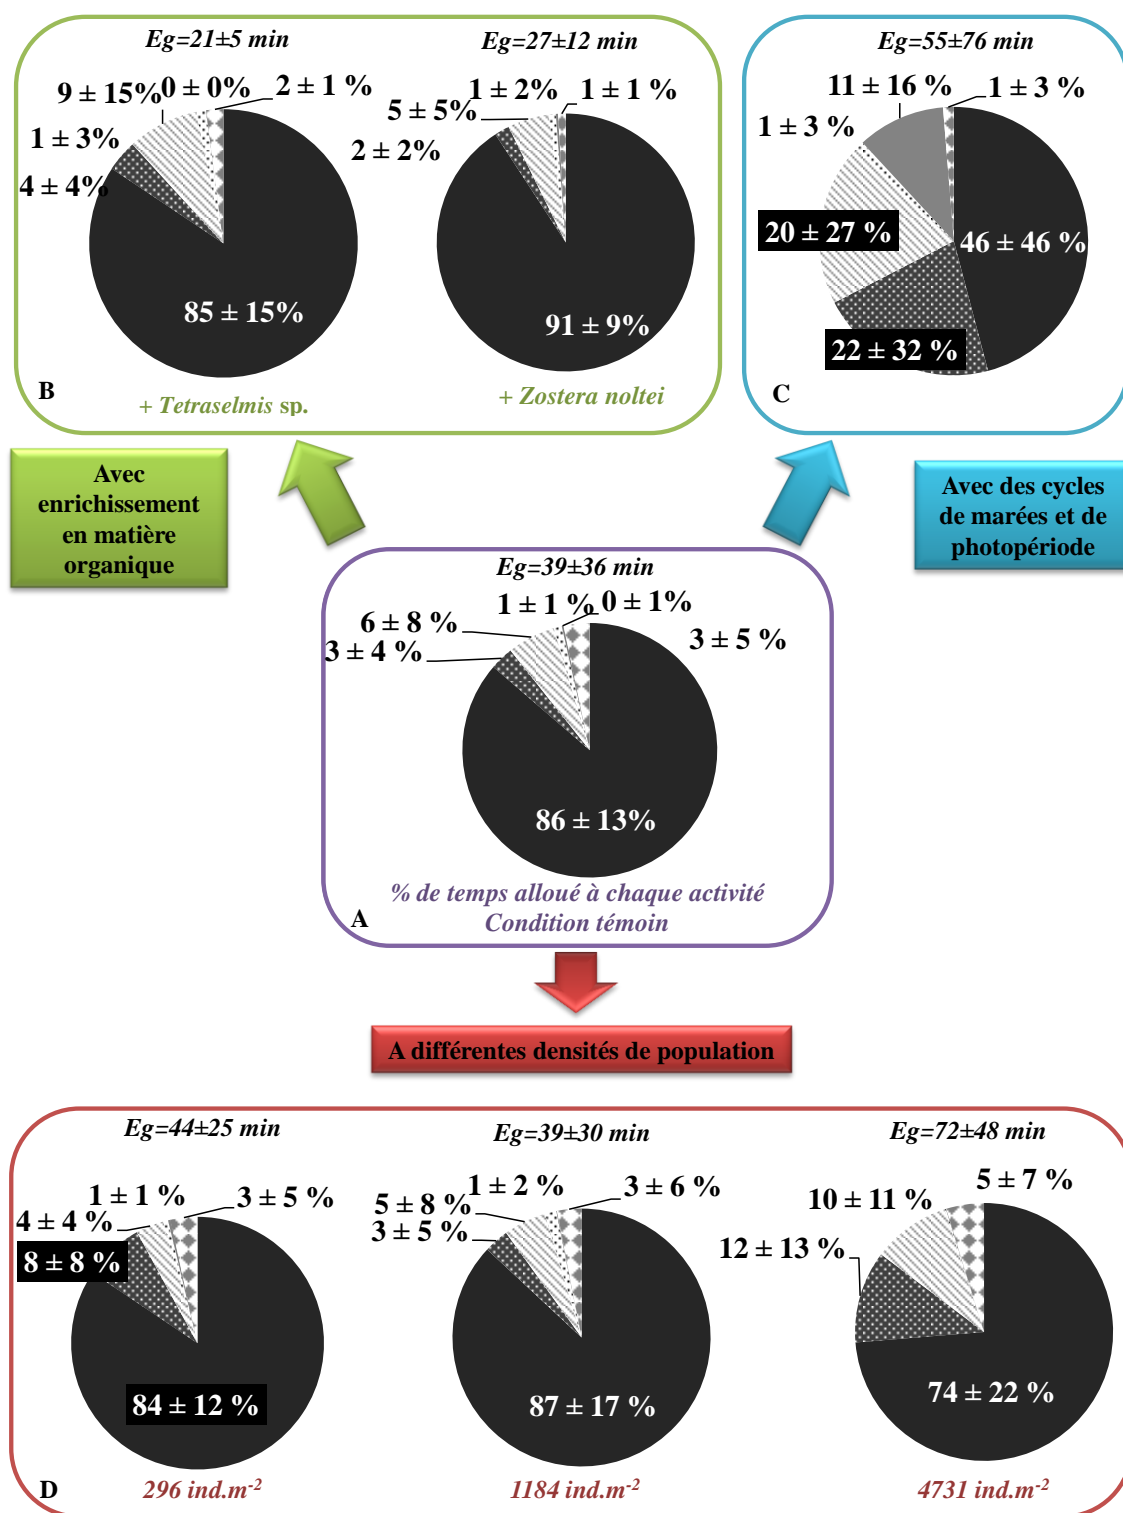 Eg=21±5 min
9 ± 15%
0 ± 0%
2 ± 1 %
1 ± 3%
4 ± 4%
85 ± 15%
+ Tetraselmis sp.
Eg=27±12 min
1 ± 2%
1 ± 1 %
5 ± 5%
2 ± 2%
91 ± 9%
+ Zostera noltei
B
Eg=55±76 min
11 ± 16 %
1 ± 3 %
1 ± 3 %
20 ± 27 %
46 ± 46 %
22 ± 32 %
C
Avec
enrichissement
en matière
organique
Avec des cycles
de marées et de
photopériode
Eg=39±36 min
1 ± 1 %
0 ± 1%
6 ± 8 %
3 ± 4 %
3 ± 5 %
86 ± 13%
% de temps alloué à chaque activité
Condition témoin
A
A différentes densités de population
Eg=44±25 min
1 ± 1 %
3 ± 5 %
4 ± 4 %
8 ± 8 %
84 ± 12 %
296 ind.m⁻²
Eg=39±30 min
1 ± 2 %
3 ± 6 %
5 ± 8 %
3 ± 5 %
87 ± 17 %
1184 ind.m⁻²
Eg=72±48 min
5 ± 7 %
10 ± 11 %
12 ± 13 %
74 ± 22 %
4731 ind.m⁻²
D